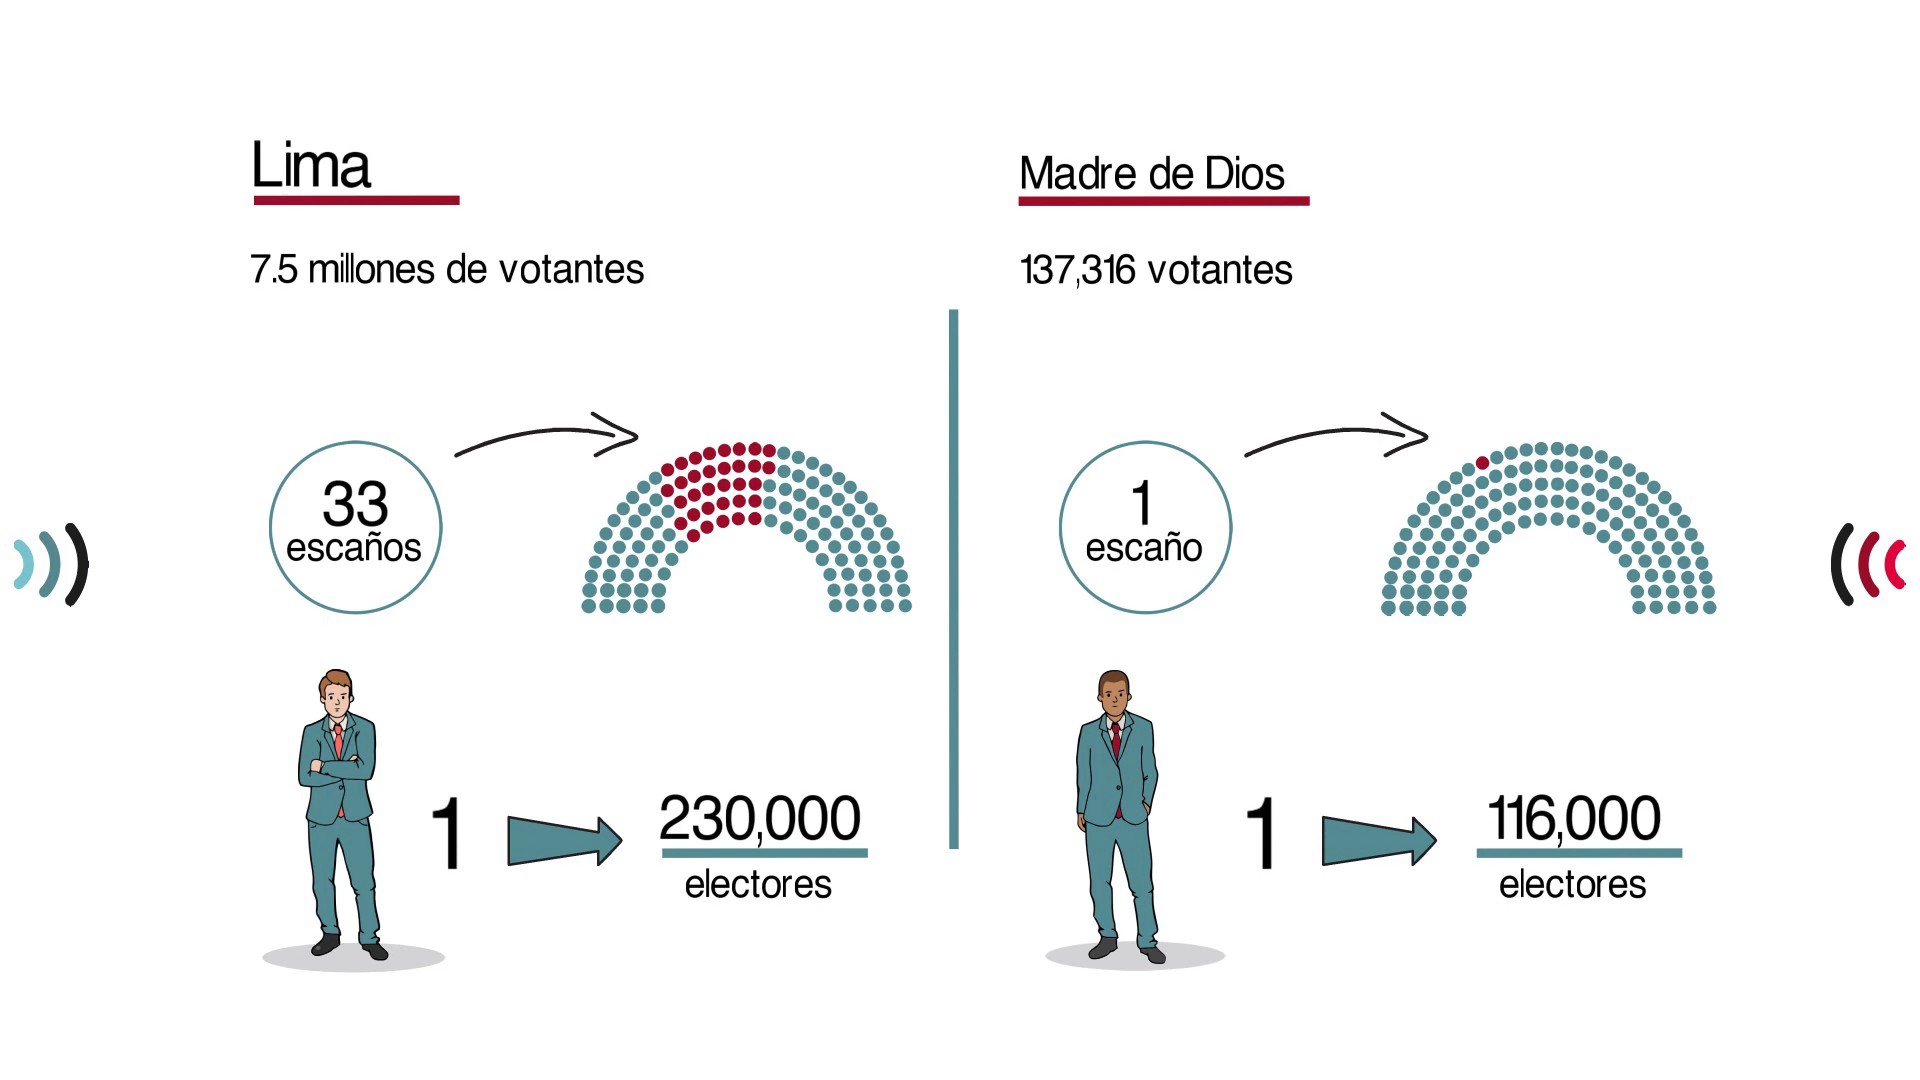 Lima
7.5 millones de votantes
33
escaños
1
230,000
electores
Madre de Dios
137,316 votantes
1
escaño
1
116,000
electores